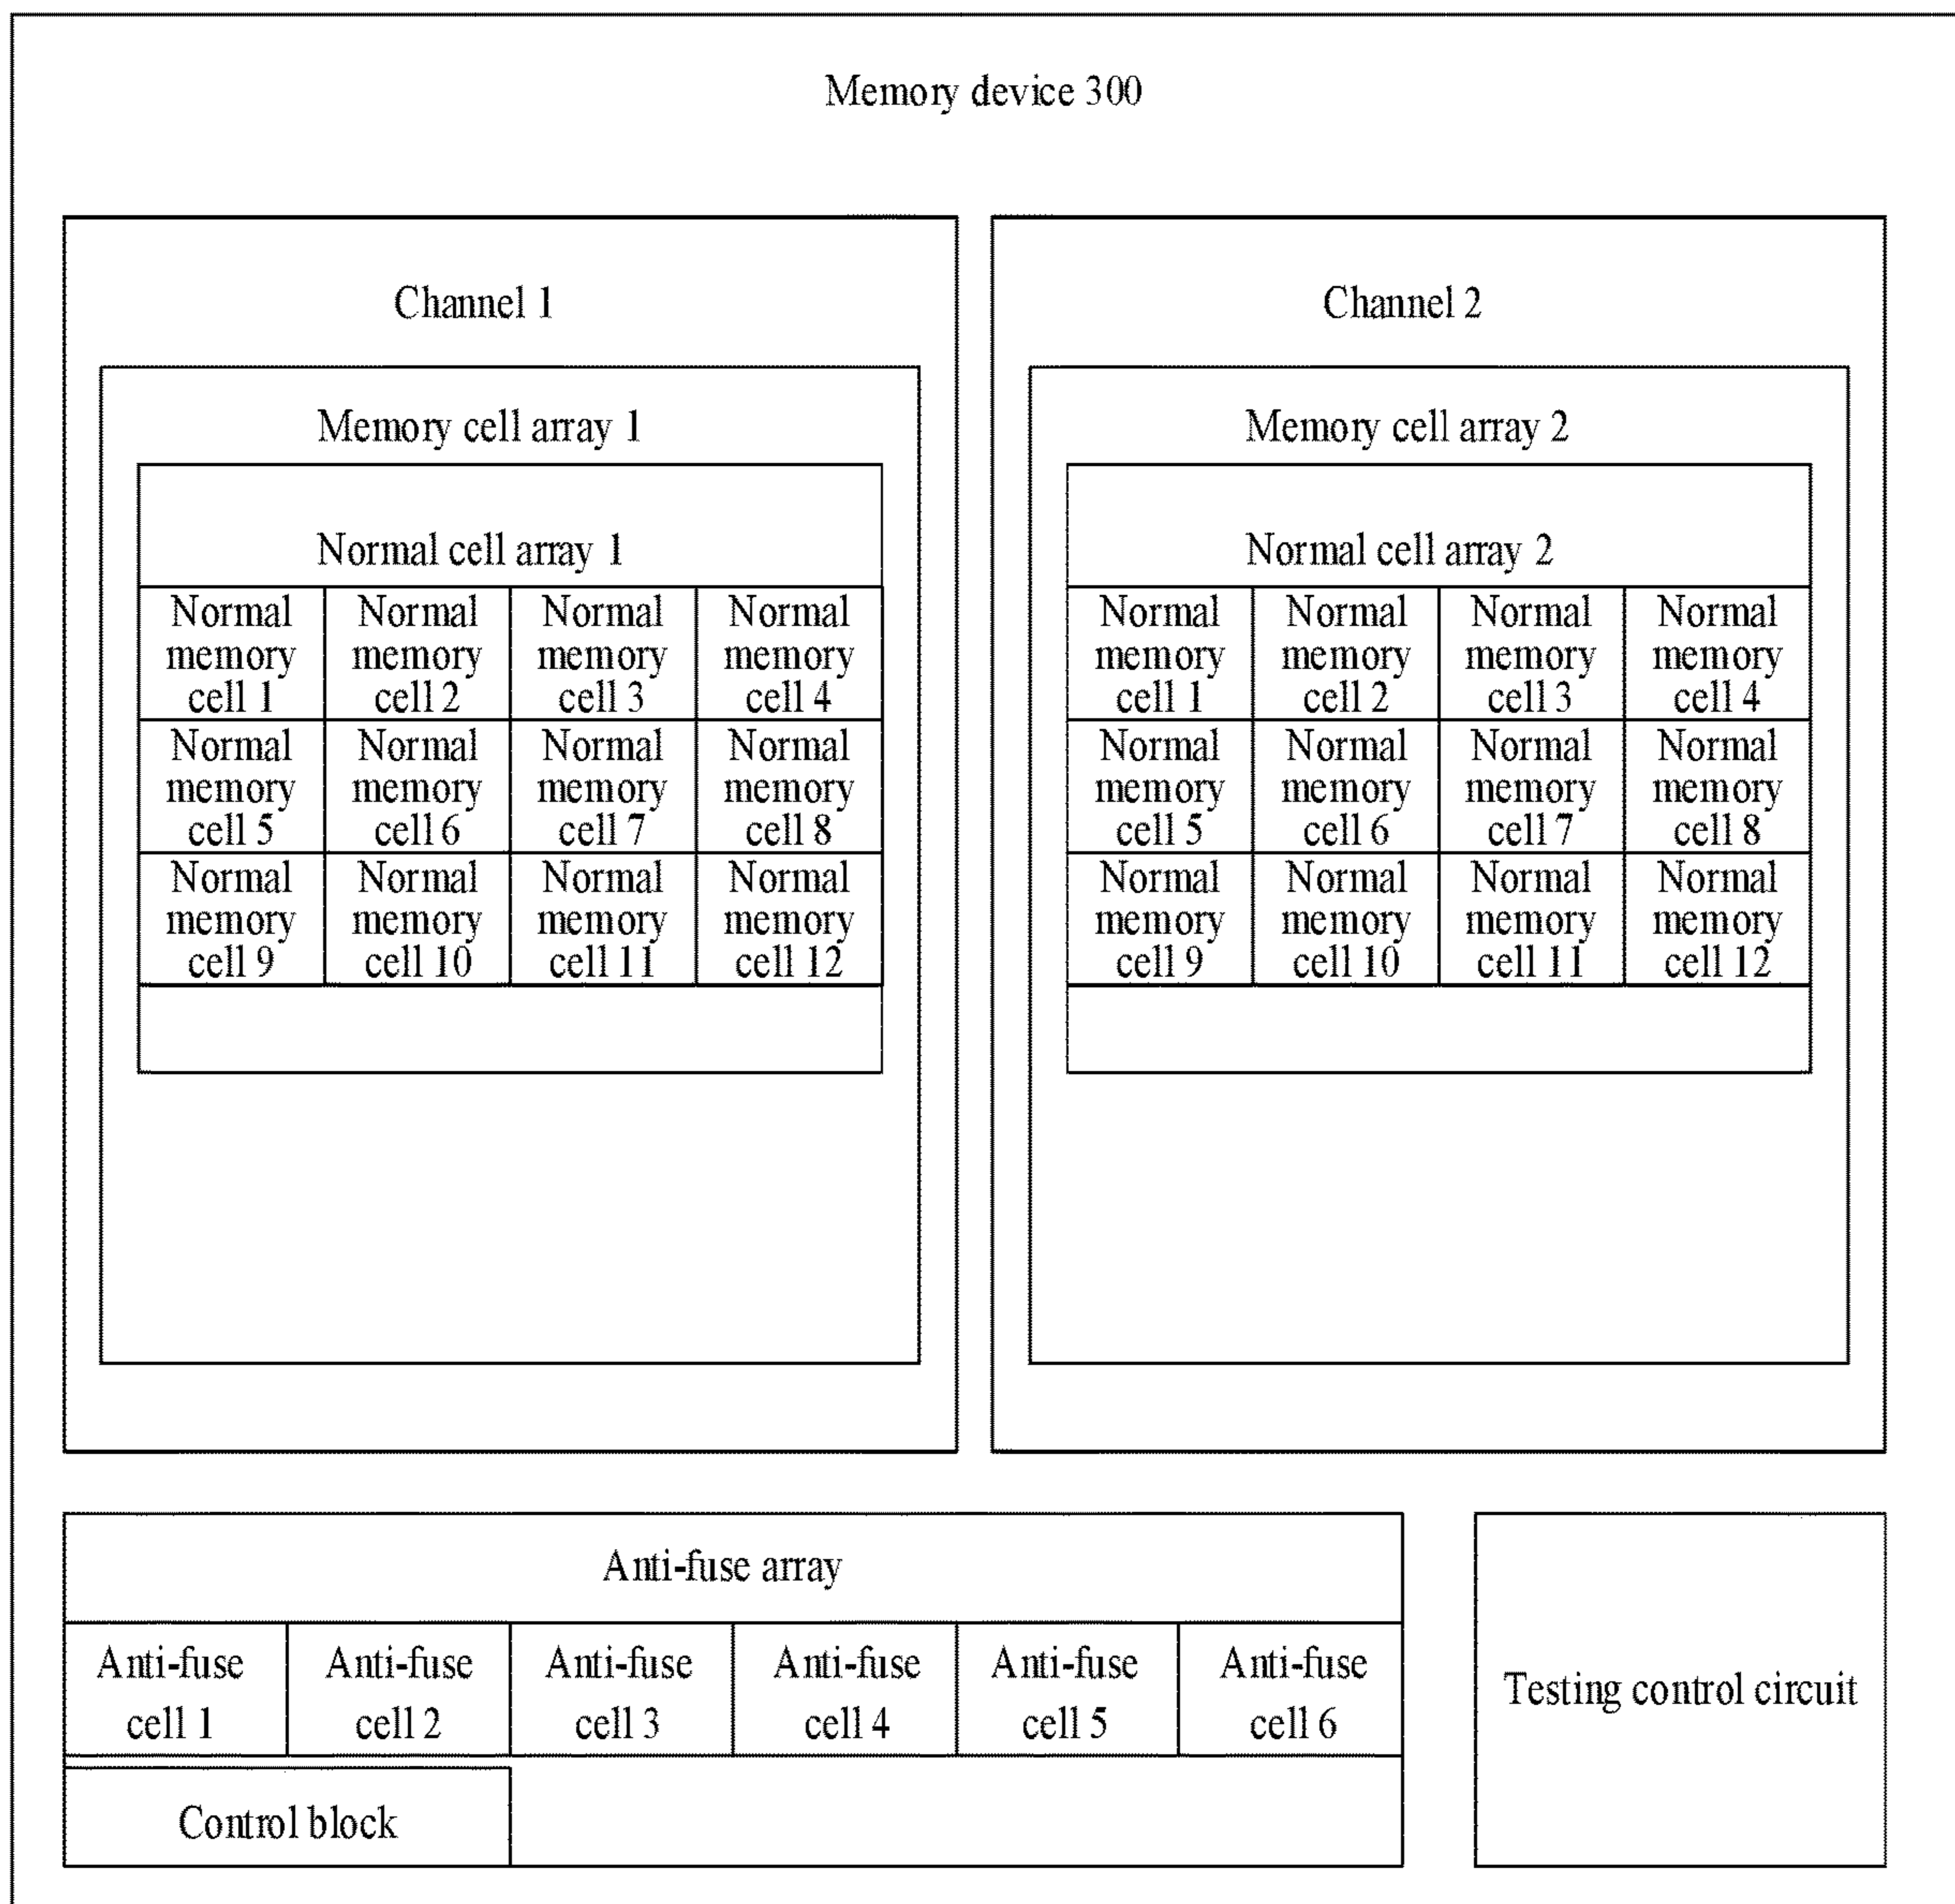 Memory device 300
Channel 1
Memory cell array 1
Normal cell array 1
Normal
memory
cell 1
Normal
memory
cell 2
Normal
memory
cell 3
Normal
memory
cell 4
Normal
memory
cell 5
Normal
memory
cell 6
Normal
memory
cell 7
Normal
memory
cell 8
Normal
memory
cell 9
Normal
memory
cell 10
Normal
memory
cell 11
Normal
memory
cell 12
Channel 2
Memory cell array 2
Normal cell array 2
Normal
memory
cell 1
Normal
memory
cell 2
Normal
memory
cell 3
Normal
memory
cell 4
Normal
memory
cell 5
Normal
memory
cell 6
Normal
memory
cell 7
Normal
memory
cell 8
Normal
memory
cell 9
Normal
memory
cell 10
Normal
memory
cell 11
Normal
memory
cell 12
Anti-fuse array
Anti-fuse
cell 1
Anti-fuse
cell 2
Anti-fuse
cell 3
Anti-fuse
cell 4
Anti-fuse
cell 5
Anti-fuse
cell 6
Control block
Testing control circuit